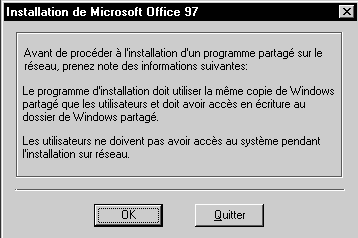 Installation de Microsoft Office 97
Avant de procéder à l'installation d'un programme partagé sur le
réseau, prenez note des informations suivantes:
Le programme d'installation doit utiliser la même copie de Windows
partagé que les utilisateurs et doit avoir accès en écriture au
dossier de Windows partagé.
Les utilisateurs ne doivent pas avoir accès au système pendant
l'installation sur réseau.
OK
Quitter